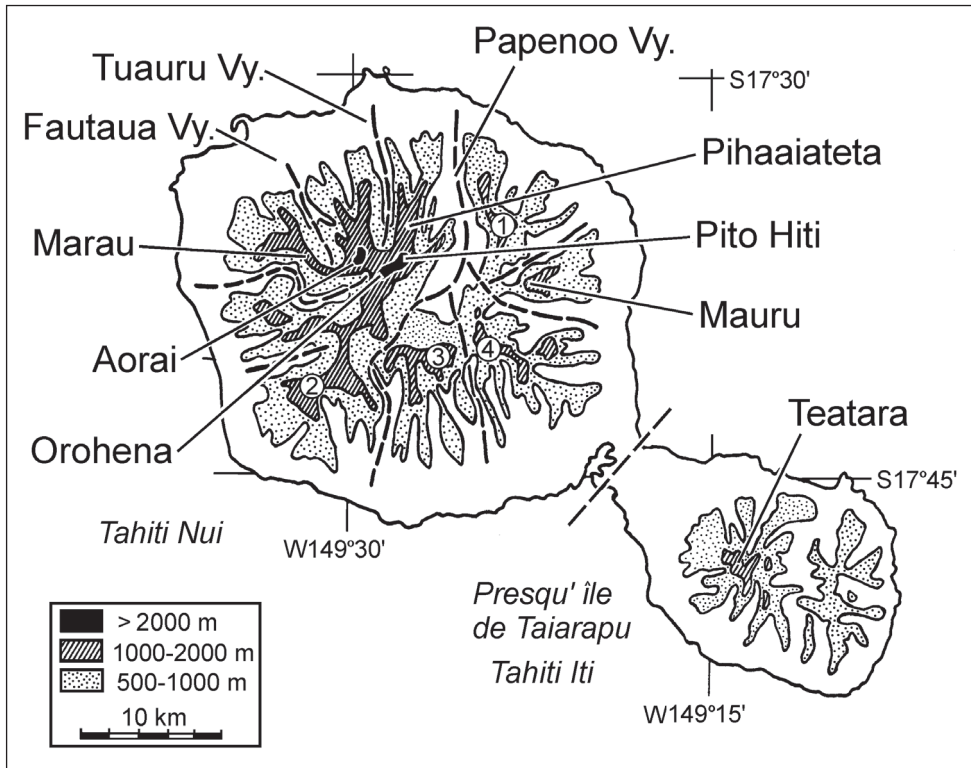 Papenoo Vy.
Tuauru Vy.
S17°30'
Fautaua Vy.
Pihaaiateta
1
Marau
Pito Hiti
Mauru
Aorai
3
4
2
Teatara
Orohena
S17°45'
Tahiti Nui
W149°30'
Presqu' île
de Taiarapu
Tahiti Iti
> 2000 m
1000-2000 m
500-1000 m
10 km
W149°15'